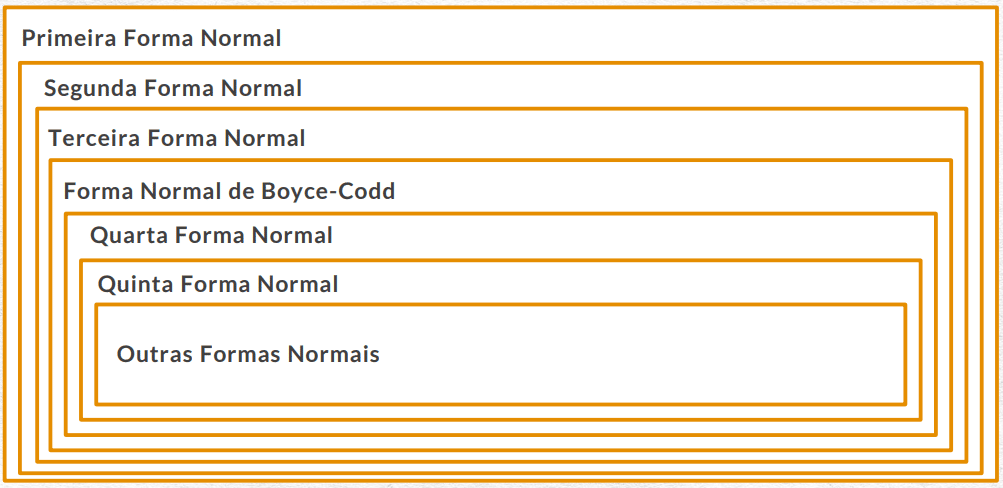 Primeira Forma Normal
Segunda Forma Normal
Terceira Forma Normal
Forma Normal de Boyce-Codd
Quarta Forma Normal
Quinta Forma Normal
Outras Formas Normais